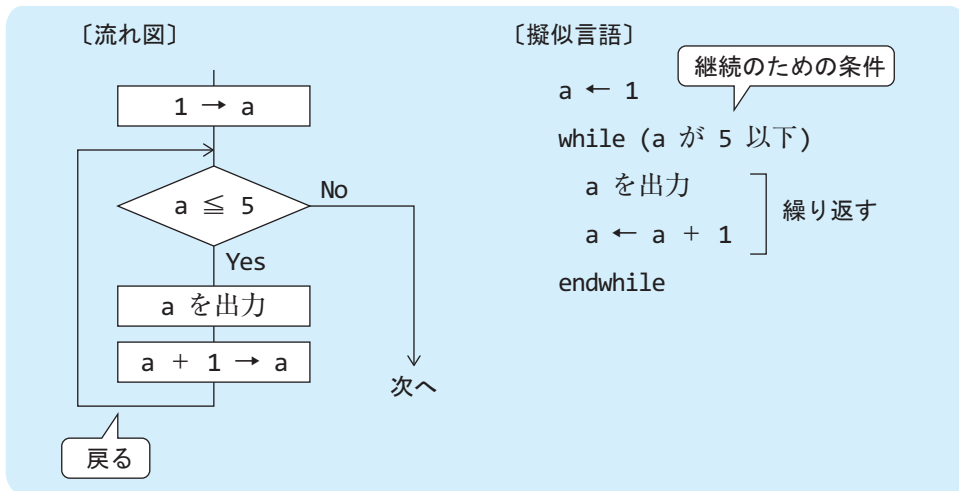 〔流れ図〕
1 → a
a ≦ 5
No
Yes
a を出力
a + 1 → a
次へ
戻る
〔擬似言語〕
継続のための条件
a ← 1
while (a が 5 以下)
a を出力
a ← a + 1
繰り返す
endwhile